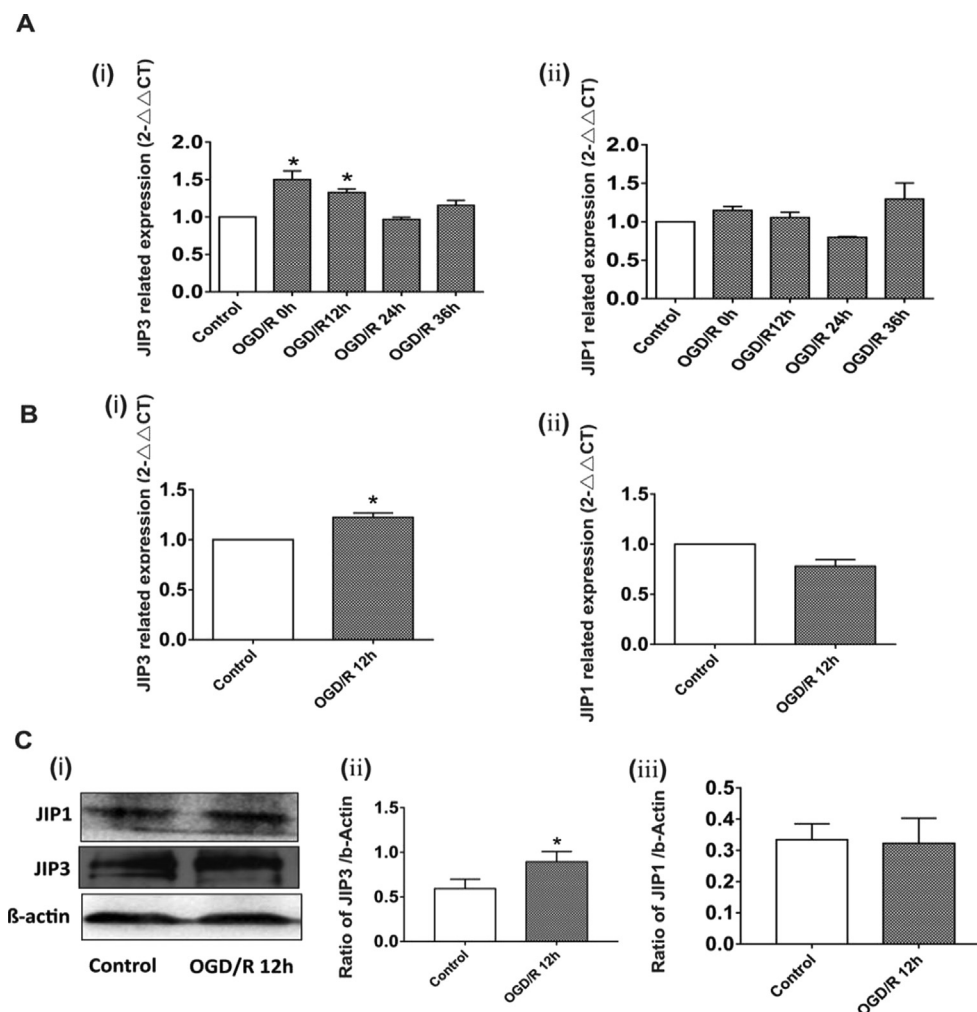 A
(i)
JIP3 related expression (2-△△CT)
2.0
1.5
1.0
0.5
0.0
*
*
Control
OGD/R 0h
OGD/R12h
OGD/R 24h
OGD/R 36h
(ii)
JIP1 related expression (2-△△CT)
2.0
1.5
1.0
0.5
0.0
Control
OGD/R 0h
OGD/R12h
OGD/R 24h
OGD/R 36h
B
(i)
JIP3 related expression (2-△△CT)
1.5
1.0
0.5
0.0
*
Control
OGD/R 12h
(ii)
JIP1 related expression (2-△△CT)
1.5
1.0
0.5
0.0
Control
OGD/R 12h
C
(i)
JIP1
JIP3
ß-actin
Control OGD/R 12h
(ii)
Ratio of JIP3 /b-Actin
1.5
1.0
0.5
0.0
*
Control
OGD/R 12h
(iii)
Ratio of JIP1 /b-Actin
0.5
0.4
0.3
0.2
0.1
0.0
Control
OGD/R 12h